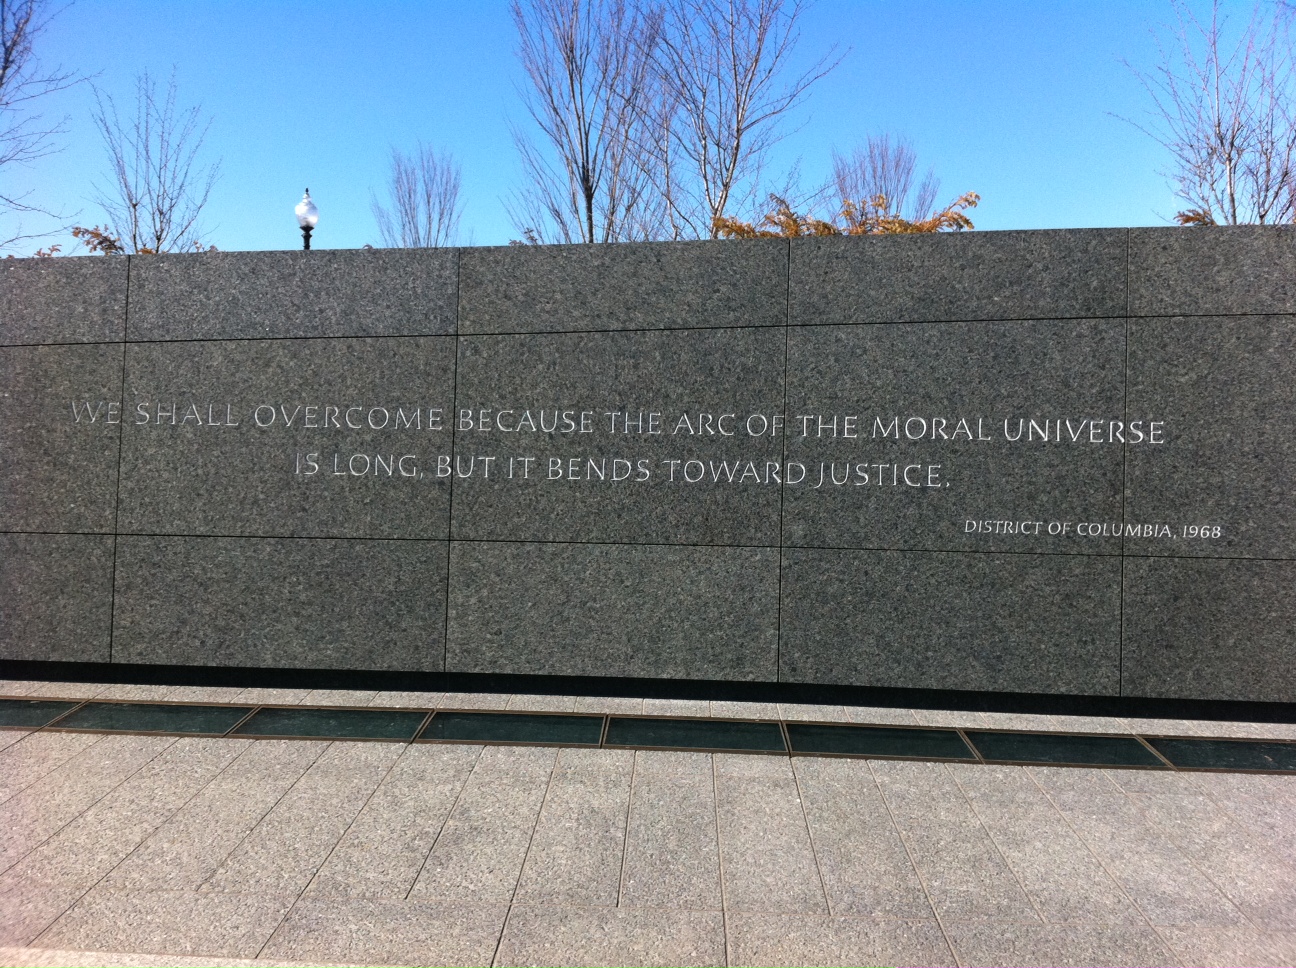 WE SHALL OVERCOME BECAUSE THE ARC OF THE MORAL UNIVERSE
IS LONG, BUT IT BENDS TOWARD JUSTICE.
DISTRICT OF COLUMBIA, 1968